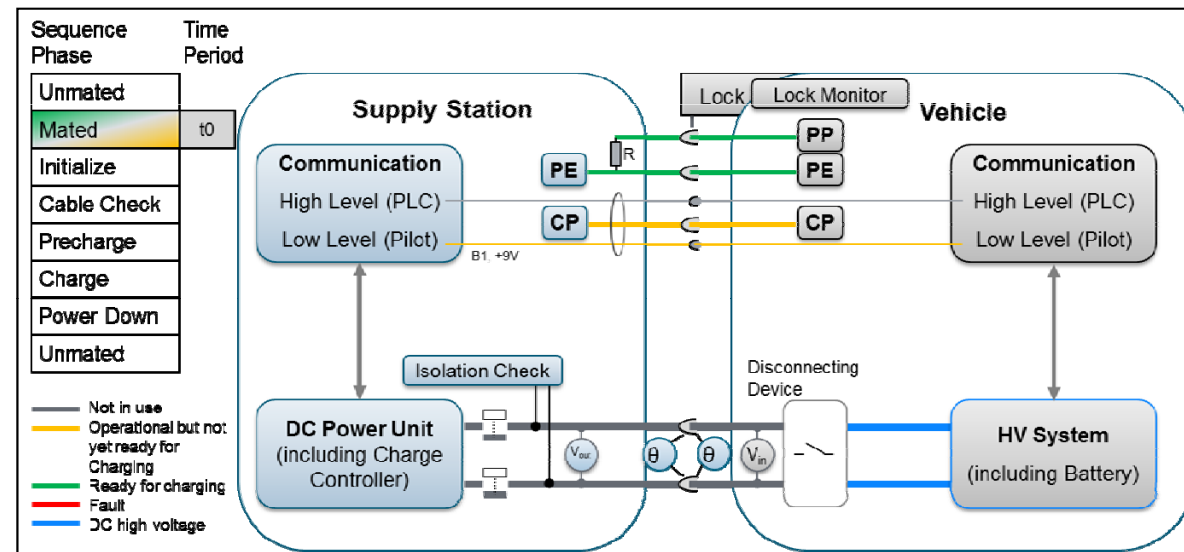 Sequence Phase
Time Period
Unmated
Mated
t0
Initialize
Cable Check
Precharge
Charge
Power Down
Unmated
Not in use
Operational but not
yet ready for
Charging
Ready for charging
Fault
DC high voltage
Supply Station
Communication
High Level (PLC)
Low Level (Pilot)
B1, +9V
PE
CP
R
Lock
Lock Monitor
Vehicle
PP
PE
CP
Communication
High Level (PLC)
Low Level (Pilot)
Isolation Check
DC Power Unit
(including Charge
Controller)
Vout
θ
θ
Vin
Disconnecting
Device
HV System
(including Battery)